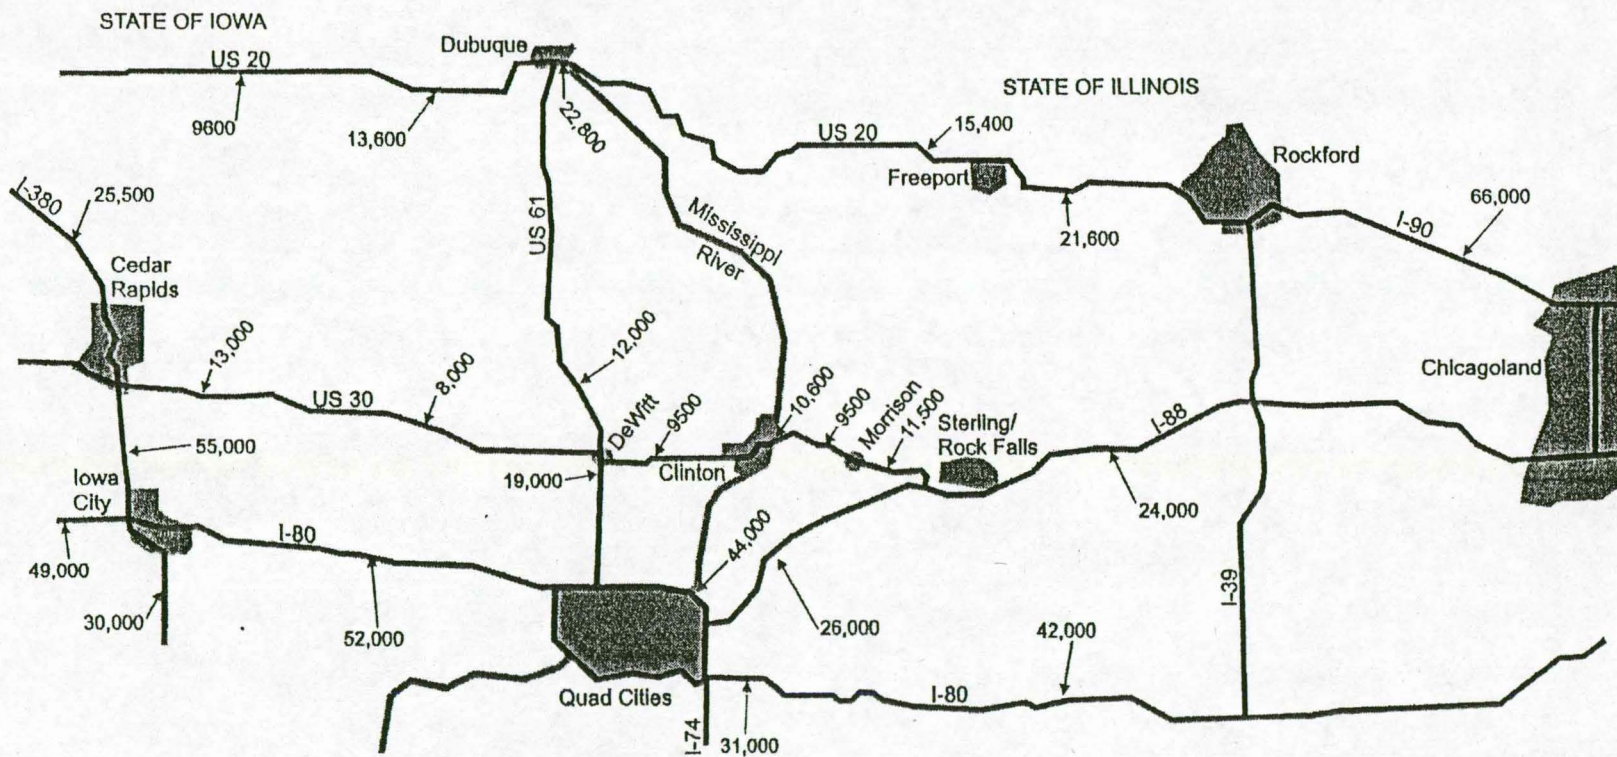 STATE OF IOWA
Dubuque
US 20
9600
13,600
22,800
STATE OF ILLINOIS
US 20
15,400
Freeport
21,600
Rockford
I-90
66,000
I-380
25,500
Cedar
Rapids
US 61
Mississippi
River
13,000
US 30
8,000
12,000
DeWitt
9500
Clinton
10,600
9500
Morrison
11,500
Sterling/
Rock Falls
I-88
Chicagoland
55,000
Iowa
City
19,000
24,000
49,000
I-80
30,000
52,000
44,000
26,000
42,000
I-39
Quad Cities
I-74
31,000
I-80